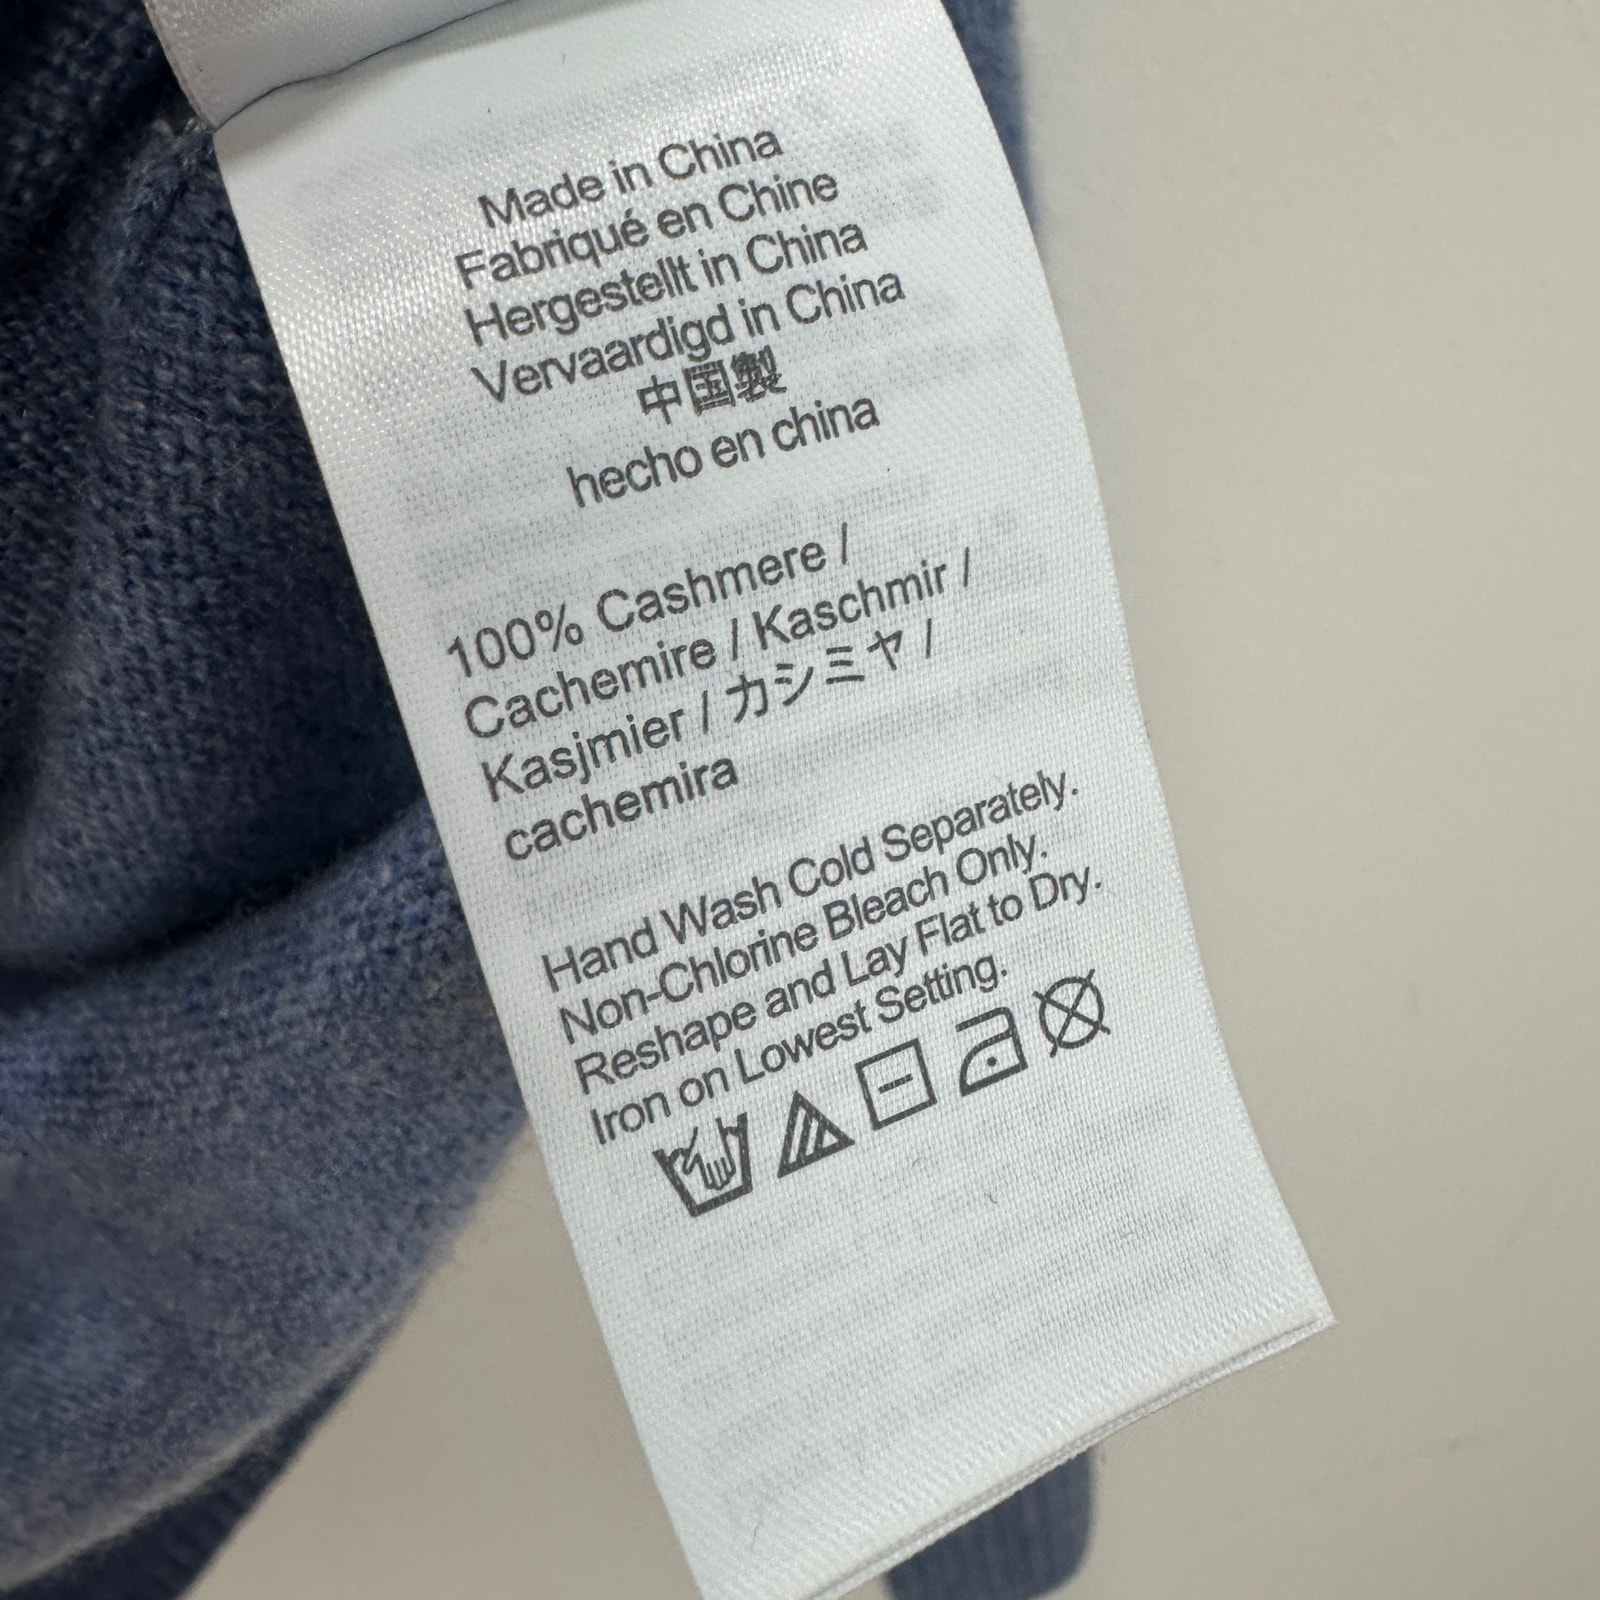 Made in China
Fabriqué en Chine
Hergestellt in China
Vervaardigd in China
中国製
hecho en china
100% Cashmere /
Cachemire / Kaschmir /
Kasjmier / カシミヤ /
cachemira
Hand Wash Cold Separately.
Non-Chlorine Bleach Only.
Reshape and Lay Flat to Dry.
Iron on Lowest Setting.